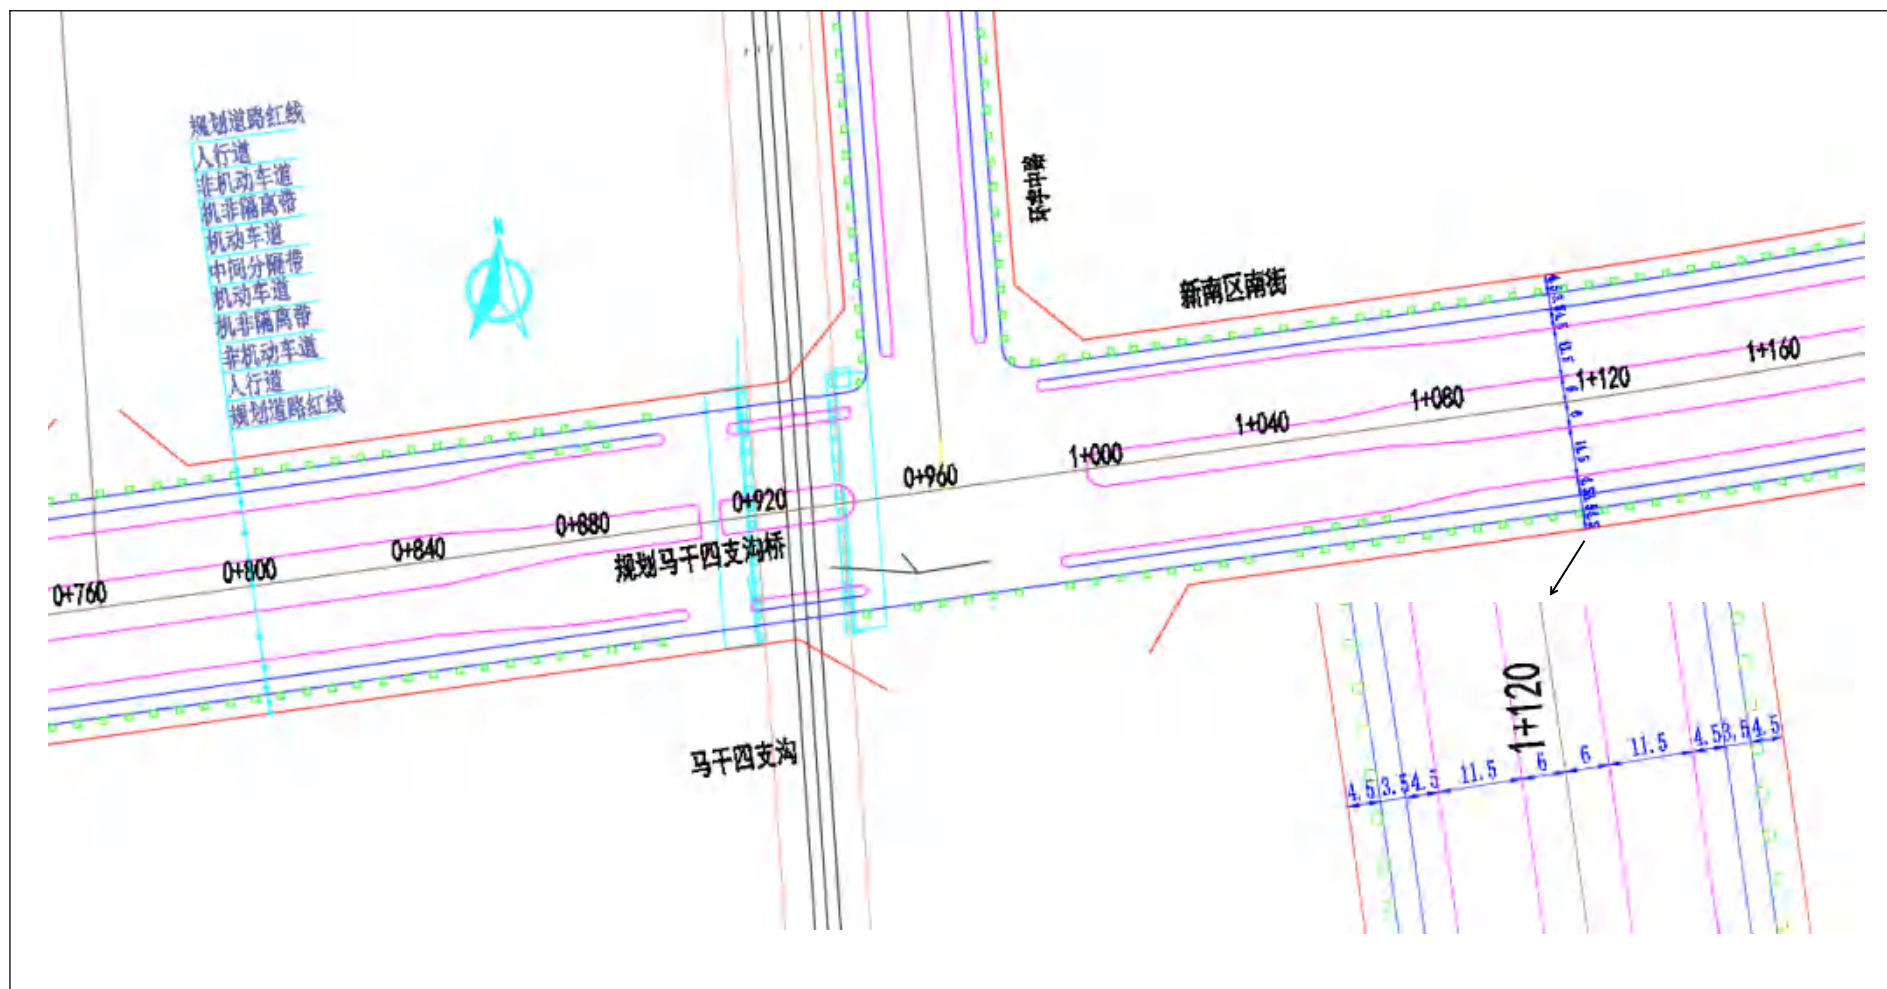 规划道路红线
人行道
非机动车道
机非隔离带
机动车道
中间分隔带
机动车道
机非隔离带
非机动车道
人行道
规划道路红线
N
新南区南街
0+760
0+800
0+840
0+880
0+920
0+960
1+000
1+040
1+080
1+120
1+160
规划马干四支沟桥
马干四支沟
1+120
4.5 3.5 4.5 11.5 6 6 11.5 4.5 3.5 4.5